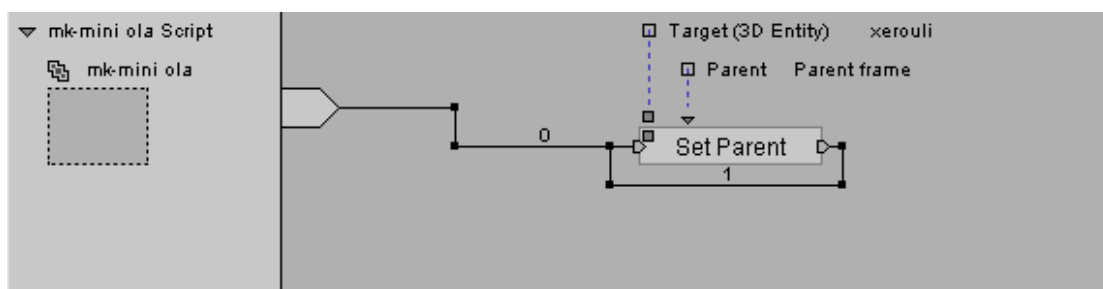 mk-mini ola Script
mk-mini ola
Target (3D Entity) xerouli
Parent Parent frame
0
Set Parent
1